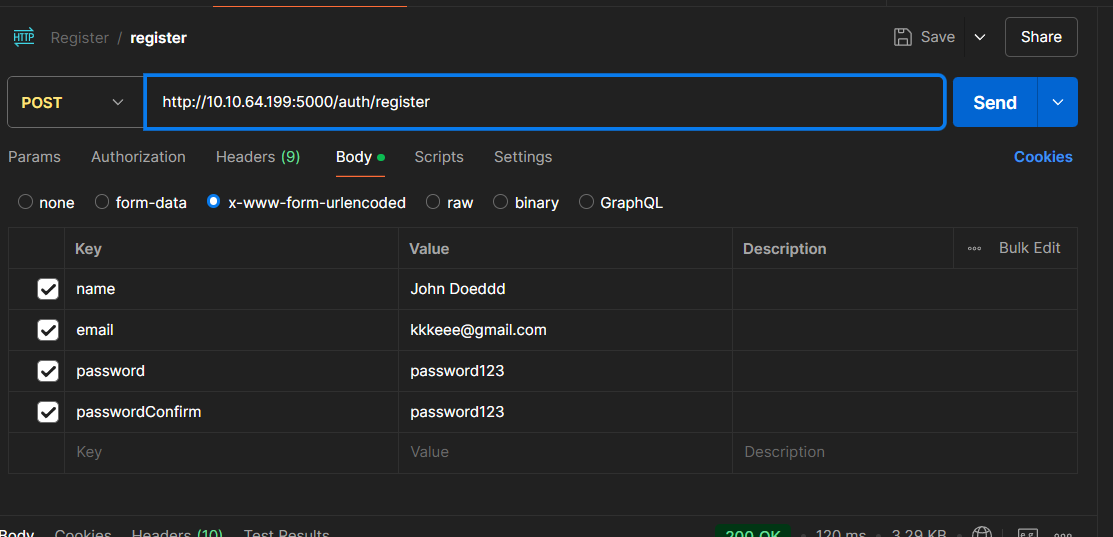 HTTP Register / register Save Share
POST http://10.10.64.199:5000/auth/register Send
Params Authorization Headers (9) Body Scripts Settings Cookies
none form-data x-www-form-urlencoded raw binary GraphQL
Key Value Description Bulk Edit
name John Doeddd
email kkkeee@gmail.com
password password123
passwordConfirm password123
Key Value Description
Body Cookies Headers (10) Test Results 200 OK 120 ms 3.29 KB